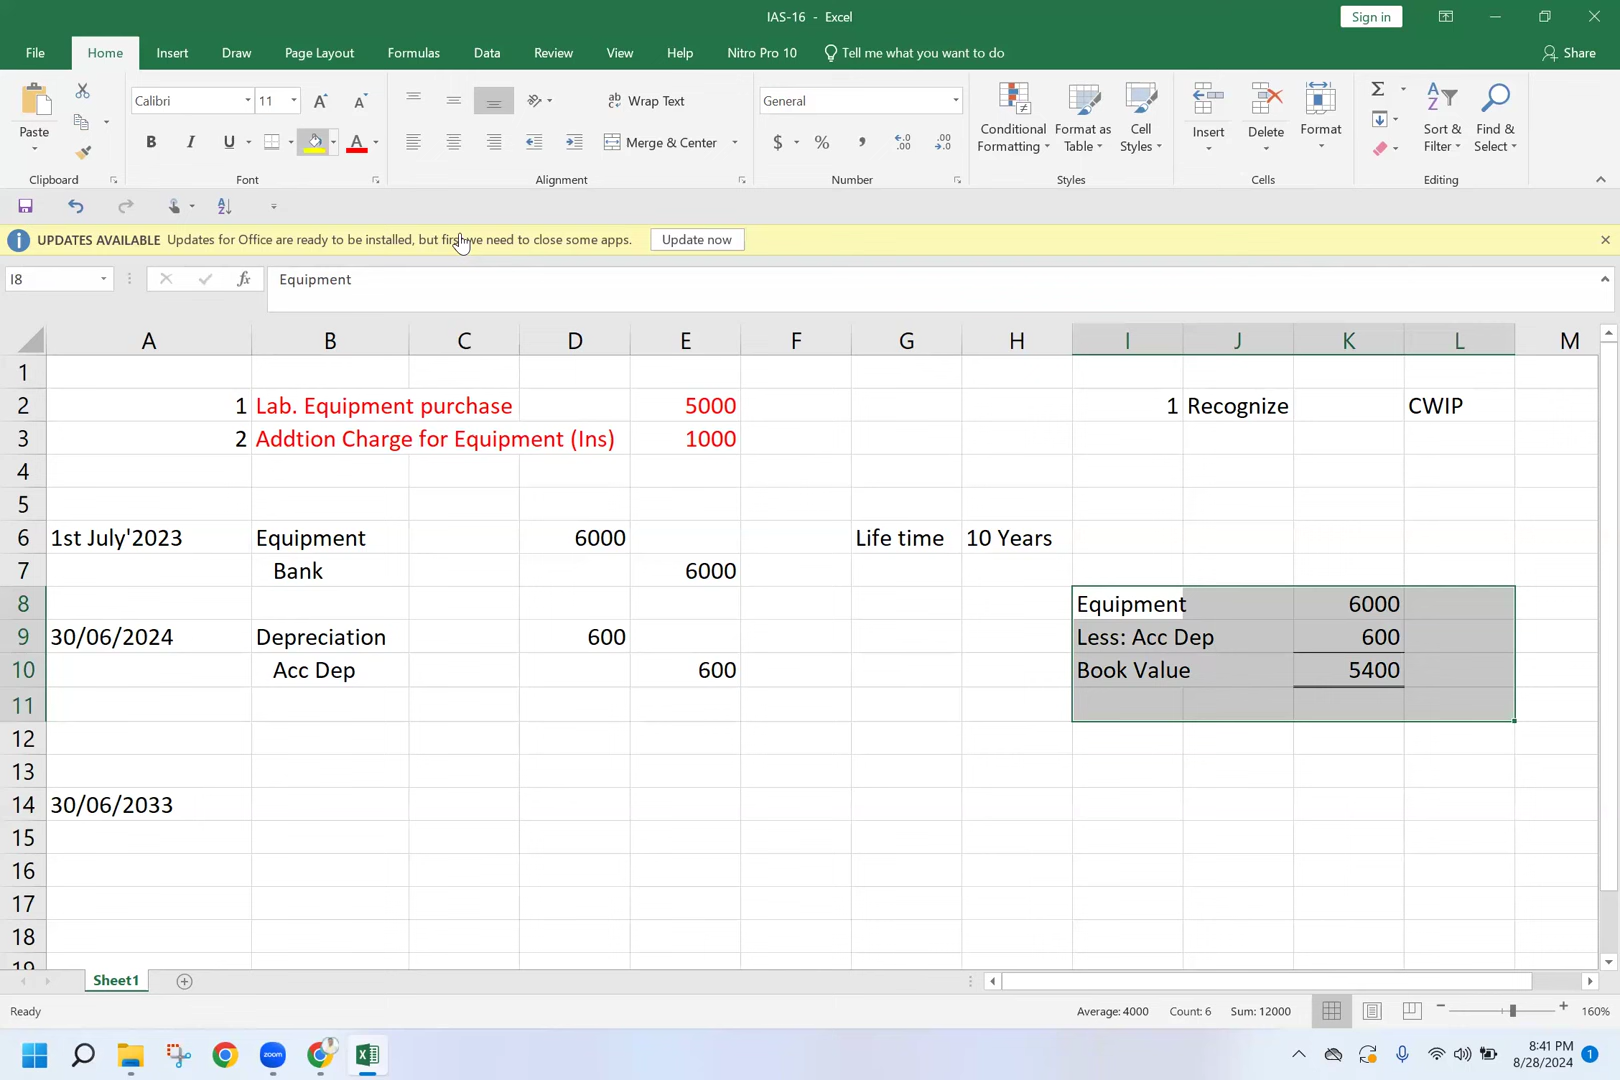 IAS-16 - Excel
Sign in
File Home Insert Draw Page Layout Formulas Data Review View Help Nitro Pro 10 Tell me what you want to do Share
Paste
Calibri 11
B I U A
Wrap Text
Merge & Center
General
$ % ,
Conditional Formatting
Format as Table
Cell Styles
Insert Delete Format
Sort & Filter
Find & Select
Clipboard Font Alignment Number Styles Cells Editing
UPDATES AVAILABLE Updates for Office are ready to be installed, but first we need to close some apps. Update now
I8 fx Equipment
A B C D E F G H I J K L M
1
2 1 Lab. Equipment purchase 5000 1 Recognize CWIP
3 2 Addtion Charge for Equipment (Ins) 1000
4
5
6 1st July'2023 Equipment 6000 Life time 10 Years
7 Bank 6000
8 Equipment 6000
9 30/06/2024 Depreciation 600 Less: Acc Dep 600
10 Acc Dep 600 Book Value 5400
11
12
13
14 30/06/2033
15
16
17
18
19
Sheet1
Ready Average: 4000 Count: 6 Sum: 12000 160%
zoom
8:41 PM
8/28/2024
1